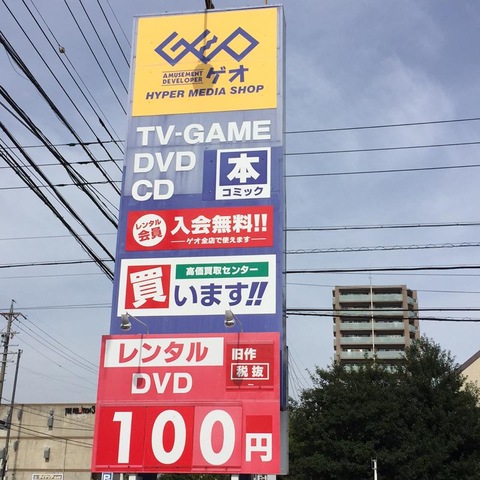 GEO
AMUSEMENT
DEVELOPER ゲオ
HYPER MEDIA SHOP
TV-GAME
DVD
CD
本
コミック
レンタル
会員
入会無料!!
ゲオ全店で使えます
高価買取センター
買います!!
レンタル
DVD
旧作
税抜
100円
P